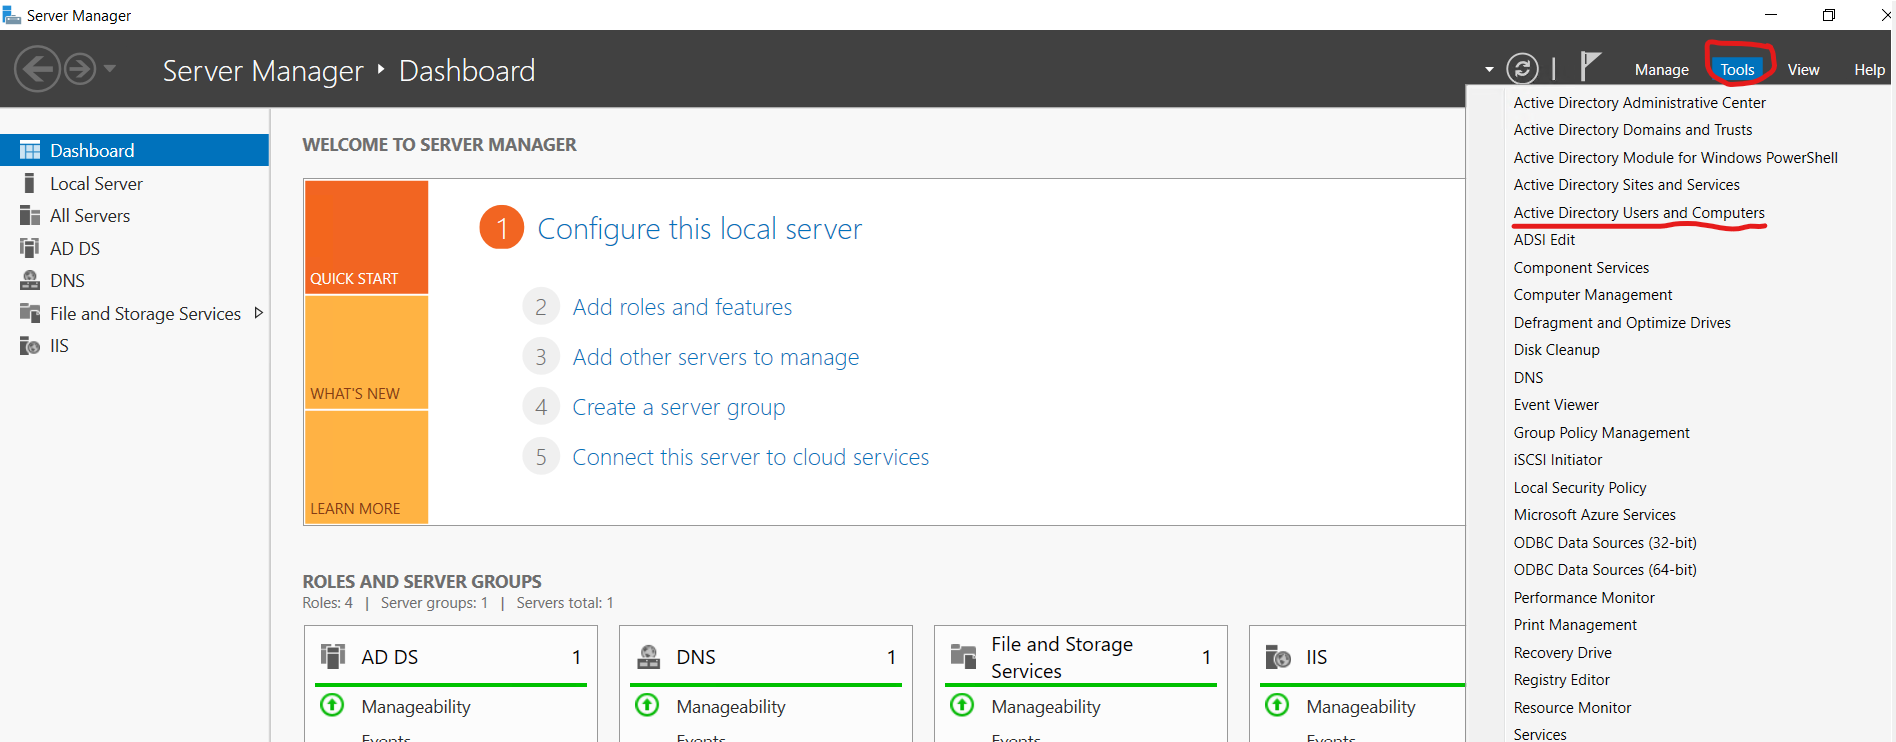 Server Manager
Server Manager ‣ Dashboard
Manage Tools View Help
Dashboard
Local Server
All Servers
AD DS
DNS
File and Storage Services
IIS
WELCOME TO SERVER MANAGER
QUICK START
WHAT'S NEW
LEARN MORE
1 Configure this local server
2 Add roles and features
3 Add other servers to manage
4 Create a server group
5 Connect this server to cloud services
ROLES AND SERVER GROUPS
Roles: 4 | Server groups: 1 | Servers total: 1
AD DS 1
Manageability
Events
DNS 1
Manageability
Events
File and Storage
Services 1
Manageability
Events
IIS
Manageability
Events
Active Directory Administrative Center
Active Directory Domains and Trusts
Active Directory Module for Windows PowerShell
Active Directory Sites and Services
Active Directory Users and Computers
ADSI Edit
Component Services
Computer Management
Defragment and Optimize Drives
Disk Cleanup
DNS
Event Viewer
Group Policy Management
iSCSI Initiator
Local Security Policy
Microsoft Azure Services
ODBC Data Sources (32-bit)
ODBC Data Sources (64-bit)
Performance Monitor
Print Management
Recovery Drive
Registry Editor
Resource Monitor
Services